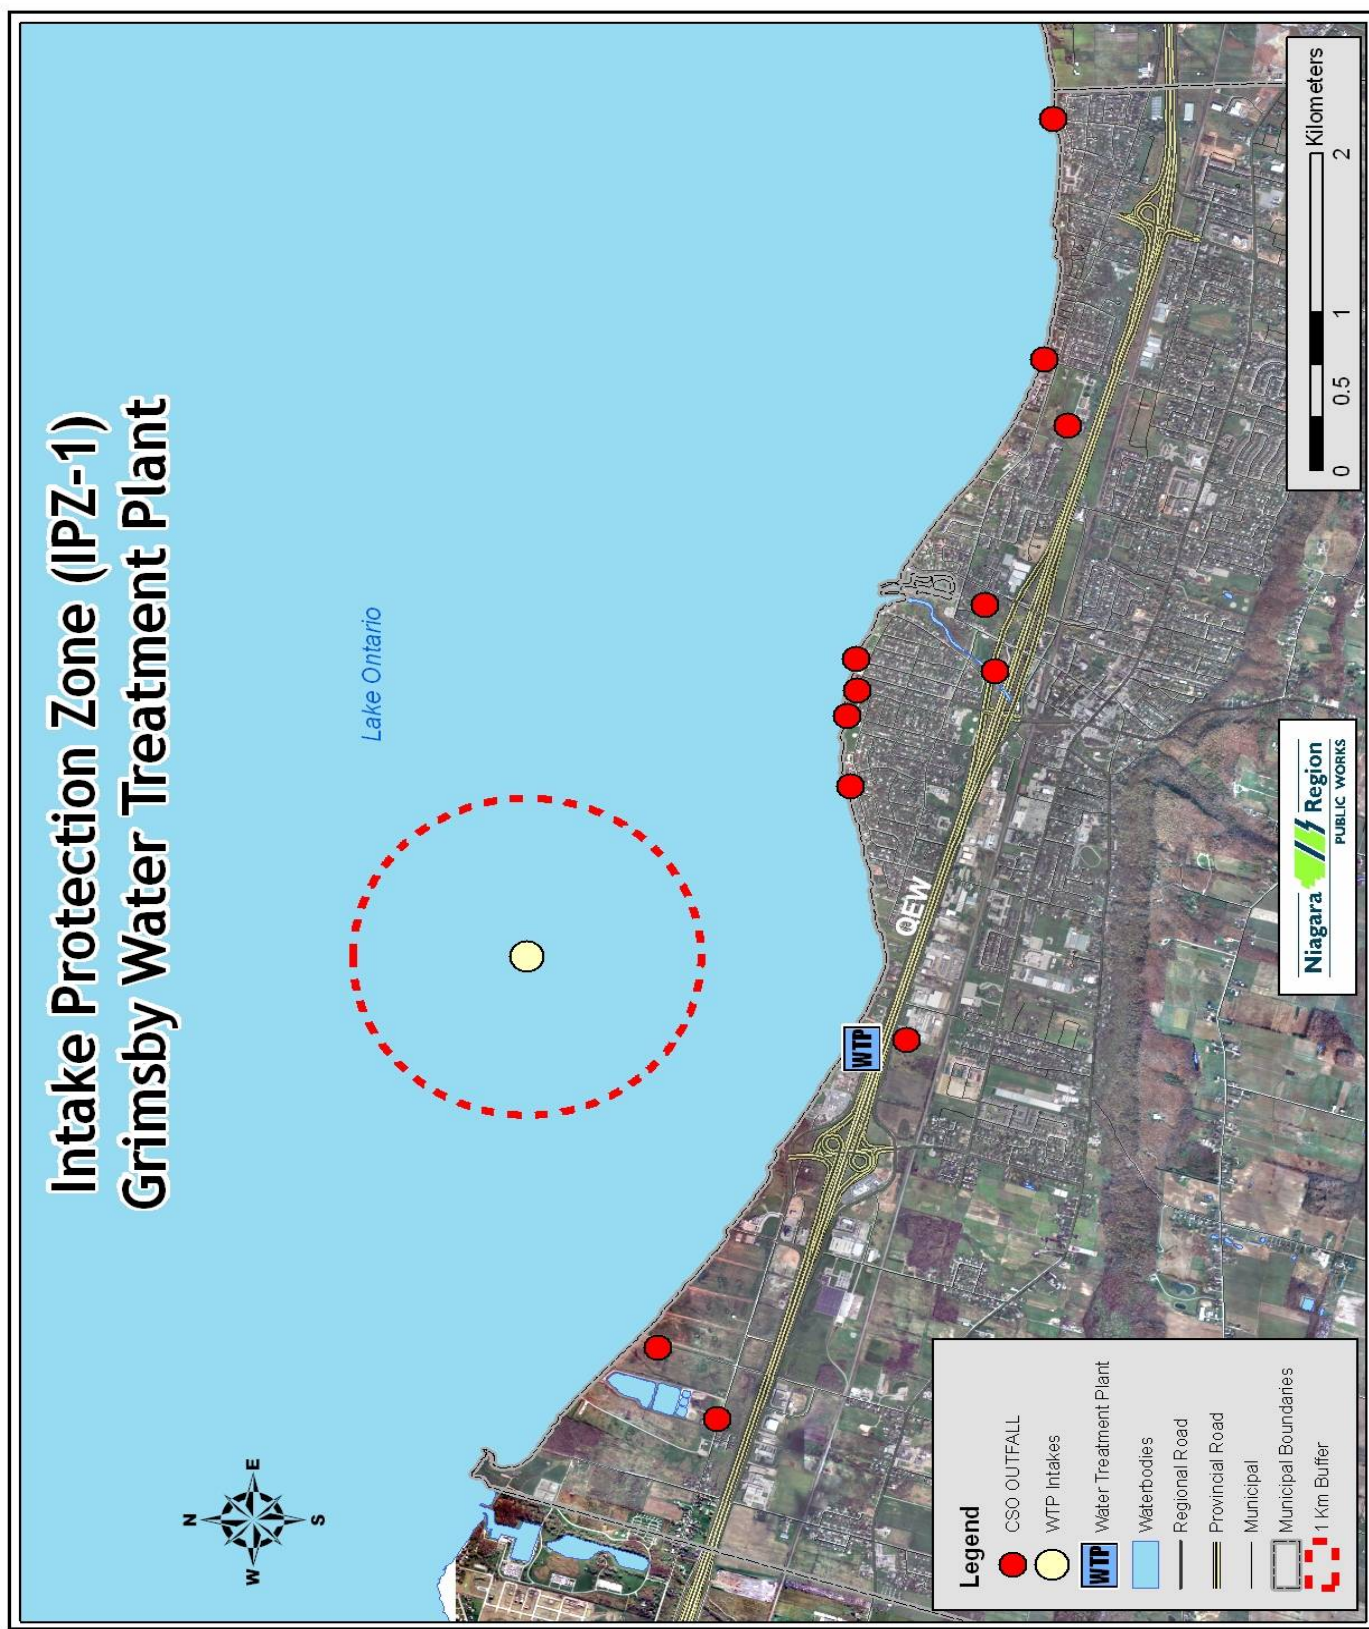 Intake Protection Zone (IPZ-1)
Grimsby Water Treatment Plant
Lake Ontario
N
W
E
S
QEW
WTP
Legend
CSO OUTFALL
WTP Intakes
WTP
Water Treatment Plant
Waterbodies
Regional Road
Provincial Road
Municipal
Municipal Boundaries
1 Km Buffer
Niagara Region
PUBLIC WORKS
Kilometers
0 0.5 1 2